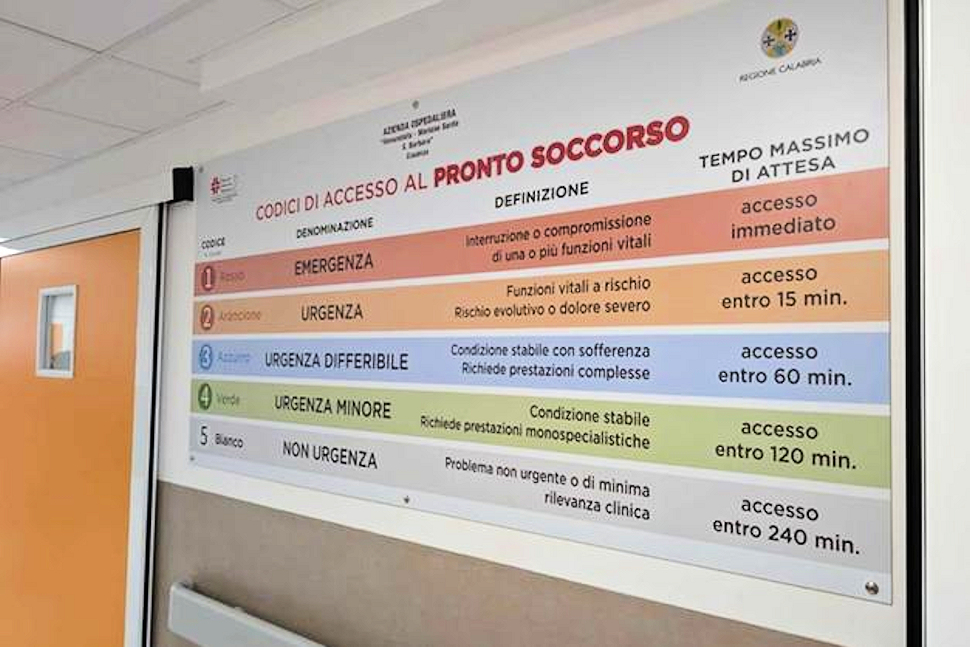 REGIONE CALABRIA
AZIENDA OSPEDALIERA
CODICI DI ACCESSO AL PRONTO SOCCORSO
CODICE DENOMINAZIONE DEFINIZIONE TEMPO MASSIMO DI ATTESA
1 Rosso EMERGENZA Interruzione o compromissione di una o più funzioni vitali accesso immediato
2 Arancione URGENZA Funzioni vitali a rischio Rischio evolutivo o dolore severo accesso entro 15 min.
3 Azzurro URGENZA DIFFERIBILE Condizione stabile con sofferenza Richiede prestazioni complesse accesso entro 60 min.
4 Verde URGENZA MINORE Condizione stabile Richiede prestazioni monospecialistiche accesso entro 120 min.
5 Bianco NON URGENZA Problema non urgente o di minima rilevanza clinica accesso entro 240 min.